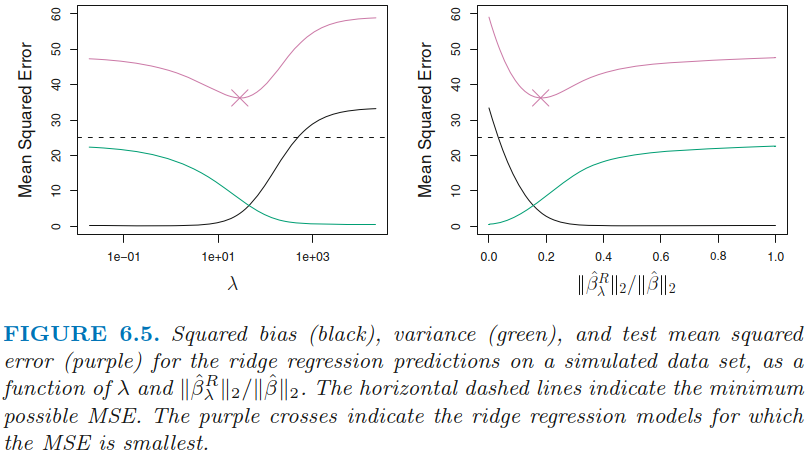 Mean Squared Error
60
50
40
30
20
10
0
1e−01 1e+01 1e+03
λ
Mean Squared Error
60
50
40
30
20
10
0
0.0 0.2 0.4 0.6 0.8 1.0
‖β̂λᴿ‖₂/‖β̂‖₂
FIGURE 6.5. Squared bias (black), variance (green), and test mean squared
error (purple) for the ridge regression predictions on a simulated data set, as a
function of λ and ‖β̂λᴿ‖₂/‖β̂‖₂. The horizontal dashed lines indicate the minimum
possible MSE. The purple crosses indicate the ridge regression models for which
the MSE is smallest.